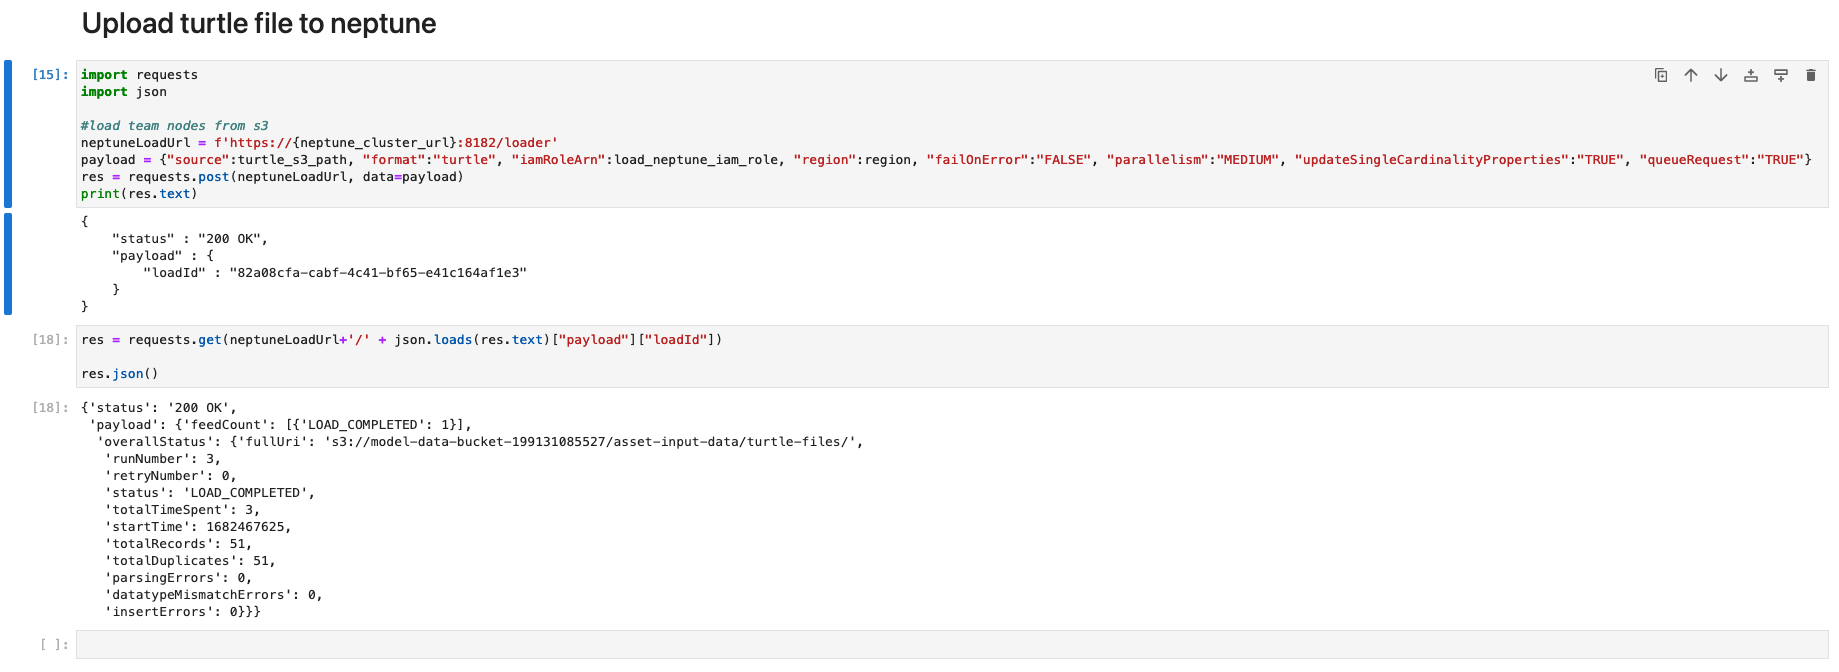 Upload turtle file to neptune
[15]: import requests
import json
#load team nodes from s3
neptuneLoadUrl = f'https://{neptune_cluster_url}:8182/loader'
payload = {"source":turtle_s3_path, "format":"turtle", "iamRoleArn":load_neptune_iam_role, "region":region, "failOnError":"FALSE", "parallelism":"MEDIUM", "updateSingleCardinalityProperties":"TRUE", "queueRequest":"TRUE"}
res = requests.post(neptuneLoadUrl, data=payload)
print(res.text)
{
    "status" : "200 OK",
    "payload" : {
        "loadId" : "82a08cfa-cabf-4c41-bf65-e41c164af1e3"
    }
}
[18]: res = requests.get(neptuneLoadUrl+'/' + json.loads(res.text)["payload"]["loadId"])
res.json()
[18]: {'status': '200 OK',
 'payload': {'feedCount': [{'LOAD_COMPLETED': 1}],
  'overallStatus': {'fullUri': 's3://model-data-bucket-199131085527/asset-input-data/turtle-files/',
   'runNumber': 3,
   'retryNumber': 0,
   'status': 'LOAD_COMPLETED',
   'totalTimeSpent': 3,
   'startTime': 1682467625,
   'totalRecords': 51,
   'totalDuplicates': 51,
   'parsingErrors': 0,
   'datatypeMismatchErrors': 0,
   'insertErrors': 0}}}
[ ]: